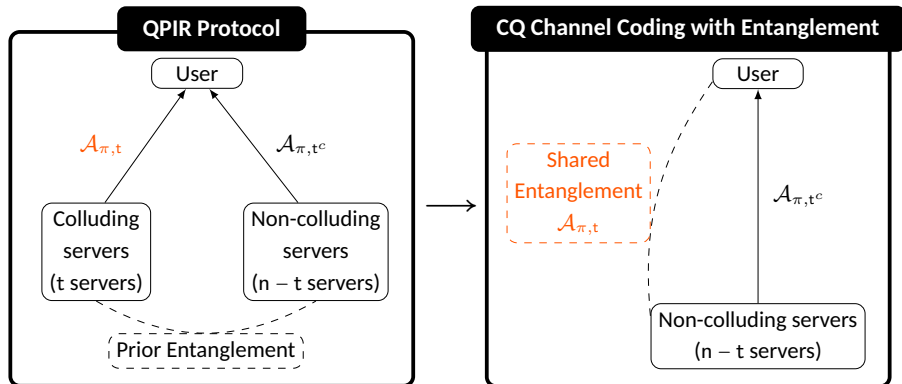 QPIR Protocol
User
𝒜π,t
𝒜π,tᶜ
Colluding
servers
(t servers)
Non-colluding
servers
(n − t servers)
Prior Entanglement
→
CQ Channel Coding with Entanglement
User
Shared
Entanglement
𝒜π,t
𝒜π,tᶜ
Non-colluding servers
(n − t servers)